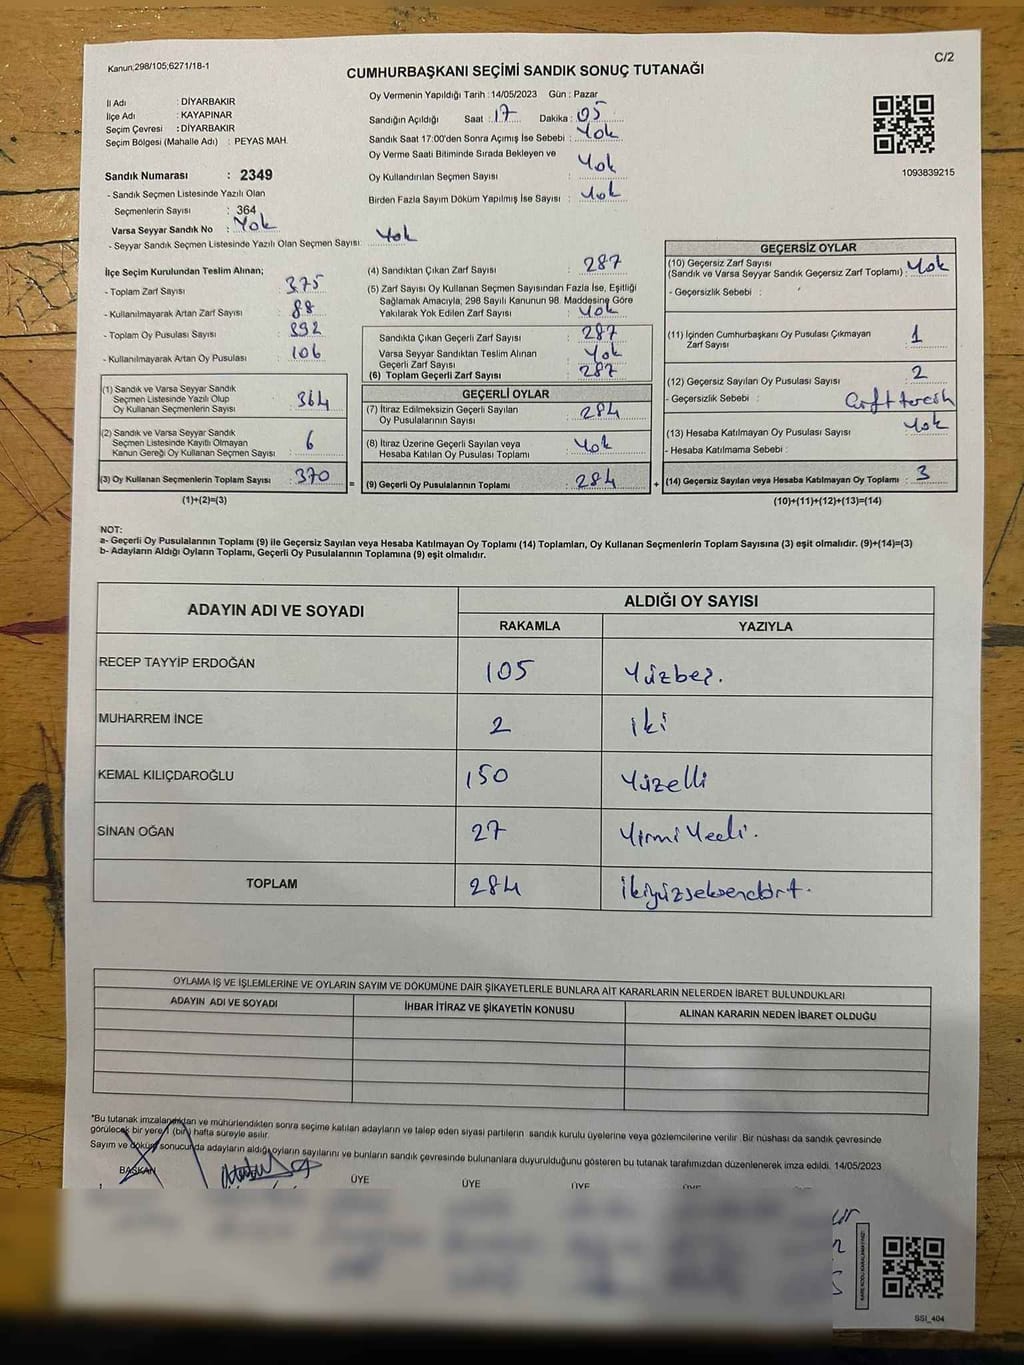 Kanun,298/105;6271/18-1
C/2
CUMHURBAŞKANI SEÇİMİ SANDIK SONUÇ TUTANAĞI
İl Adı : DİYARBAKIR
İlçe Adı : KAYAPINAR
Seçim Çevresi : DİYARBAKIR
Seçim Bölgesi (Mahalle Adı) : PEYAS MAH.
Sandık Numarası : 2349
- Sandık Seçmen Listesinde Yazılı Olan
Seçmenlerin Sayısı : 364
Varsa Seyyar Sandık No : Yok
- Seyyar Sandık Seçmen Listesinde Yazılı Olan Seçmen Sayısı: Yok
Oy Vermenin Yapıldığı Tarih : 14/05/2023 Gün : Pazar
Sandığın Açıldığı Saat : 17 Dakika : 05
Sandık Saat 17:00'den Sonra Açımış İse Sebebi : Yok
Oy Verme Saati Bitiminde Sırada Bekleyen ve
Oy Kullandırılan Seçmen Sayısı : Yok
Birden Fazla Sayım Döküm Yapılmış İse Sayısı : Yok
1093839215
İlçe Seçim Kurulundan Teslim Alınan;
- Toplam Zarf Sayısı : 375
- Kullanılmayarak Artan Zarf Sayısı : 88
- Toplam Oy Pusulası Sayısı : 392
- Kullanılmayarak Artan Oy Pusulası : 106
(1) Sandık ve Varsa Seyyar Sandık
Seçmen Listesinde Yazılı Olup
Oy Kullanan Seçmenlerin Sayısı : 364
(2) Sandık ve Varsa Seyyar Sandık
Seçmen Listesinde Kayıtlı Olmayan
Kanun Gereği Oy Kullanan Seçmen Sayısı : 6
(3) Oy Kullanan Seçmenlerin Toplam Sayısı : 370
(1)+(2)=(3)
(4) Sandıktan Çıkan Zarf Sayısı : 287
(5) Zarf Sayısı Oy Kullanan Seçmen Sayısından Fazla İse, Eşitliği
Sağlamak Amacıyla, 298 Sayılı Kanunun 98. Maddesine Göre
Yakılarak Yok Edilen Zarf Sayısı : Yok
Sandıkta Çıkan Geçerli Zarf Sayısı : 287
Varsa Seyyar Sandıktan Teslim Alınan
Geçerli Zarf Sayısı : Yok
(6) Toplam Geçerli Zarf Sayısı : 287
GEÇERLİ OYLAR
(7) İtiraz Edilmeksizin Geçerli Sayılan
Oy Pusulalarının Sayısı : 284
(8) İtiraz Üzerine Geçerli Sayılan veya
Hesaba Katılan Oy Pusulası Toplamı : Yok
= (9) Geçerli Oy Pusulalarının Toplamı : 284
GEÇERSİZ OYLAR
(10) Geçersiz Zarf Sayısı
(Sandık ve Varsa Seyyar Sandık Geçersiz Zarf Toplamı) : Yok
- Geçersizlik Sebebi :
(11) İçinden Cumhurbaşkanı Oy Pusulası Çıkmayan
Zarf Sayısı : 1
(12) Geçersiz Sayılan Oy Pusulası Sayısı : 2
- Geçersizlik Sebebi : Çift tercih
(13) Hesaba Katılmayan Oy Pusulası Sayısı : Yok
- Hesaba Katılmama Sebebi :
+ (14) Geçersiz Sayılan veya Hesaba Katılmayan Oy Toplamı : 3
(10)+(11)+(12)+(13)=(14)
NOT:
a- Geçerli Oy Pusulalarının Toplamı (9) ile Geçersiz Sayılan veya Hesaba Katılmayan Oy Toplamı (14) Toplamları, Oy Kullanan Seçmenlerin Toplam Sayısına (3) eşit olmalıdır. (9)+(14)=(3)
b- Adayların Aldığı Oyların Toplamı, Geçerli Oy Pusulalarının Toplamına (9) eşit olmalıdır.
ADAYIN ADI VE SOYADI ALDIĞI OY SAYISI
RAKAMLA YAZIYLA
RECEP TAYYİP ERDOĞAN 105 Yüzbeş.
MUHARREM İNCE 2 iki
KEMAL KILIÇDAROĞLU 150 Yüzelli
SİNAN OĞAN 27 YirmiYedi.
TOPLAM 284 ikiyüzseksendört.
OYLAMA İŞ VE İŞLEMLERİNE VE OYLARIN SAYIM VE DÖKÜMÜNE DAİR ŞİKAYETLERLE BUNLARA AİT KARARLARIN NELERDEN İBARET BULUNDUKLARI
ADAYIN ADI VE SOYADI İHBAR İTİRAZ VE ŞİKAYETİN KONUSU ALINAN KARARIN NEDEN İBARET OLDUĞU
*Bu tutanak imzalandıktan ve mühürlendikten sonra seçime katılan adayların ve talep eden siyasi partilerin sandık kurulu üyelerine veya gözlemcilerine verilir. Bir nüshası da sandık çevresinde
görülecek bir yere 1 (bir) hafta süreyle asılır.
Sayım ve döküm sonucunda adayların aldığı oyların sayılarını ve bunların sandık çevresinde bulunanlara duyurulduğunu gösteren bu tutanak tarafımızdan düzenlenerek imza edildi. 14/05/2023
BAŞKAN ÜYE ÜYE ÜYE
SSI_404